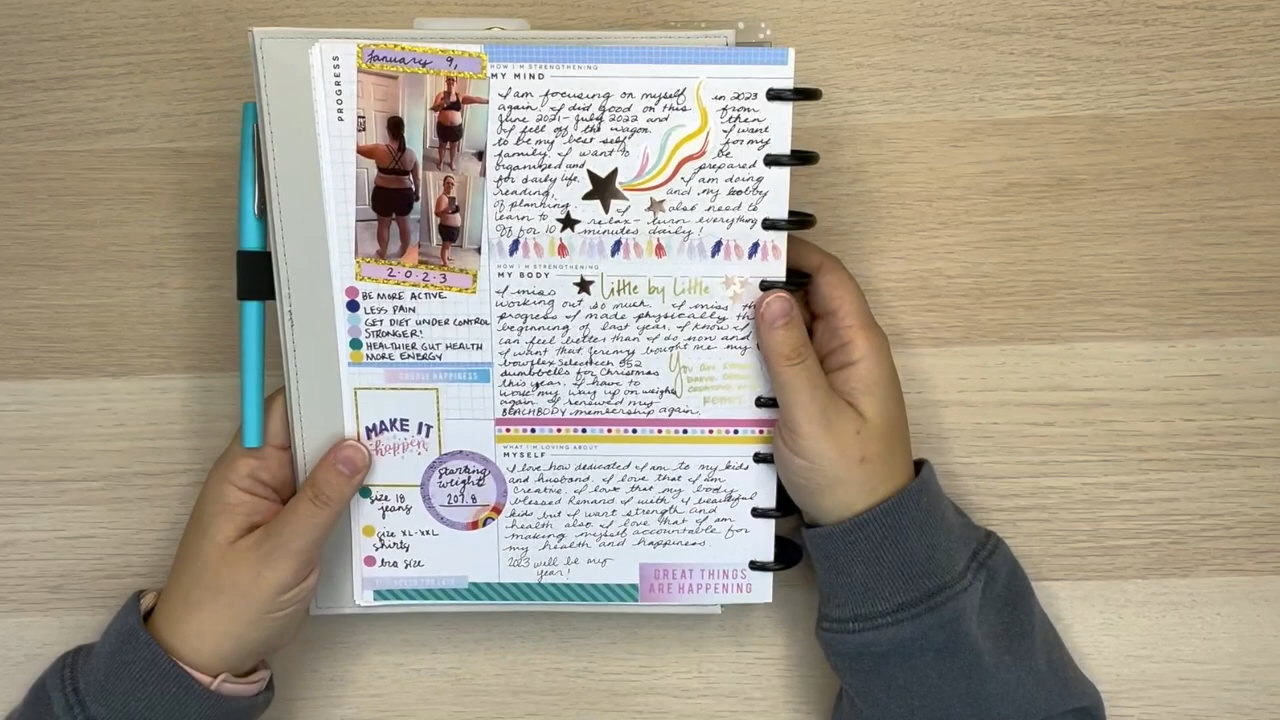 PROGRESS
January 9,
2.0.2.3
BE MORE ACTIVE
LESS PAIN
GET DIET UNDER CONTROL
STRONGER!
HEALTHIER GUT HEALTH
MORE ENERGY
CHOOSE HAPPINESS
MAKE IT
happen
Starting
weight
207.8
size 18
jeans
size XL-XXL
shirts
bra size
HOW I'M STRENGTHENING
MY MIND
I am focusing on myself in 2023
again. I did good on this from
June 2021- July 2022 and then
I fell off the wagon. I want
to be my best self for my
family. I want to be
organized and prepared
for daily life. I am doing
reading, and my hobby
of planning. I also need to
learn to relax- turn everything
off for 10 minutes daily!
HOW I'M STRENGTHENING
MY BODY
Little by Little
I miss
working out so much. I miss the
progress I made physically the
beginning of last year. I know I
can feel better than I do now and
I want that. Jeremy bought me my
bowflex Selectech 552
dumbbells for Christmas
this year. I have to
work my way up on weights
again. I renewed my
BEACHBODY membership again.
WHAT I'M LOVING ABOUT
MYSELF
I love how dedicated I am to my kids
and husband. I love that I am
creative. I love that my body
blessed Renard & I with 4 beautiful
kids but I want strength and
health also. I love that I am
making myself accountable for
my health and happiness.
2023 will be my
year!
GREAT THINGS
ARE HAPPENING